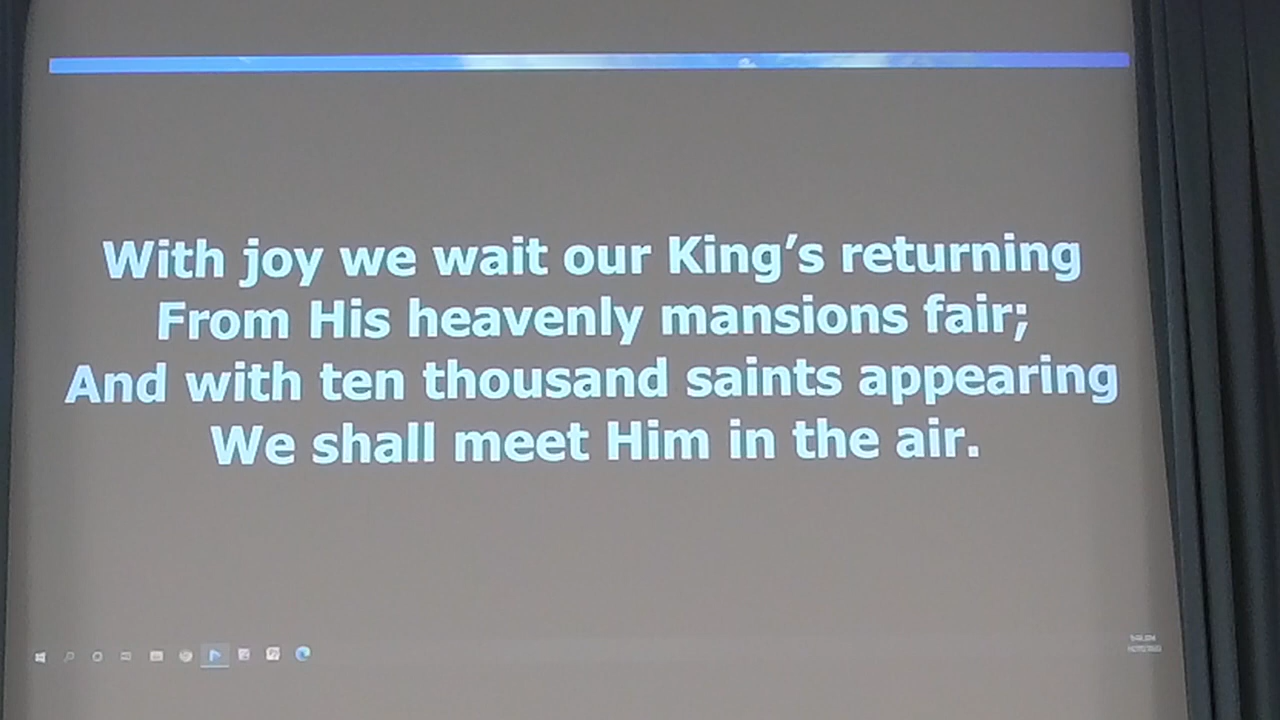 With joy we wait our King’s returning
From His heavenly mansions fair;
And with ten thousand saints appearing
We shall meet Him in the air.